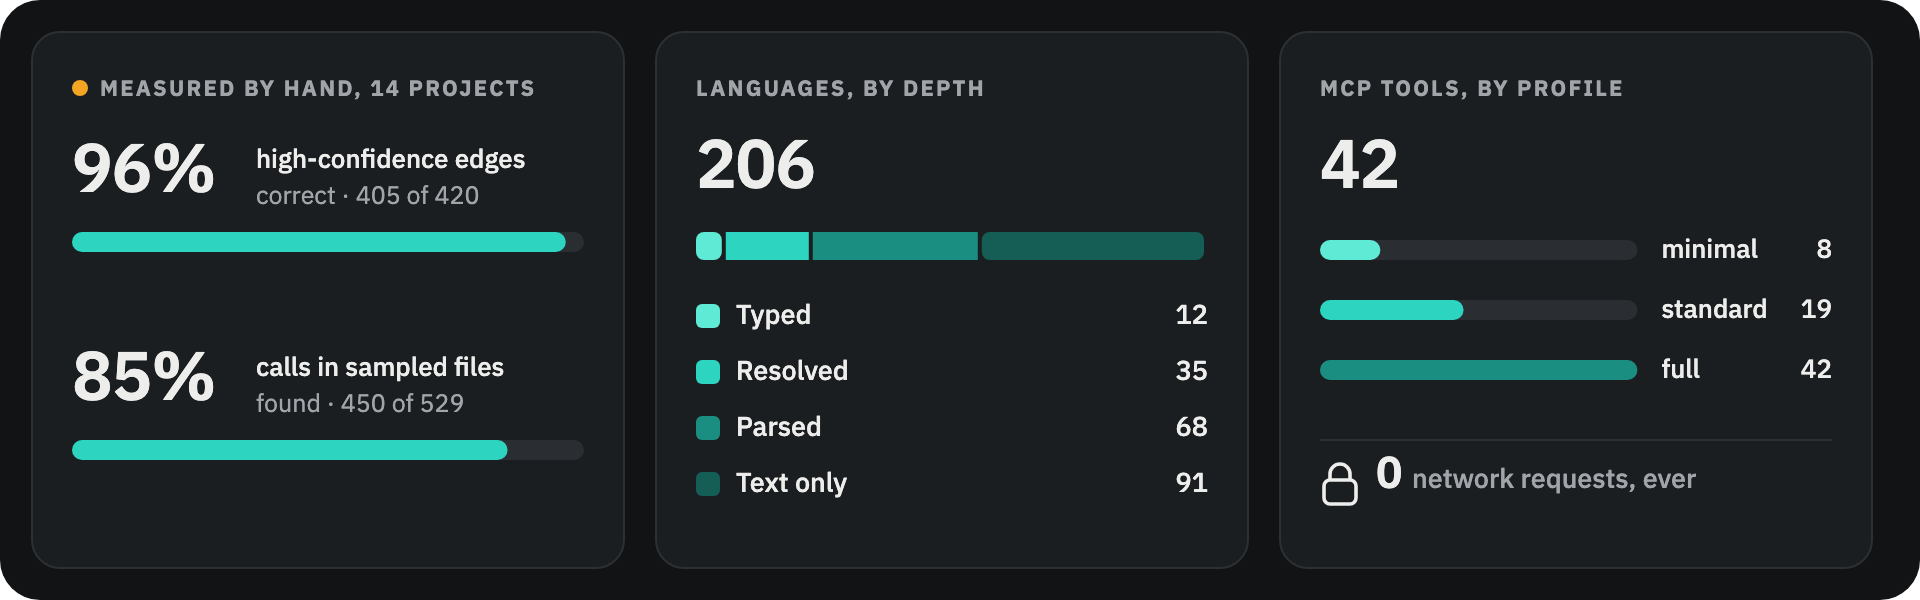 MEASURED BY HAND, 14 PROJECTS
96%
high-confidence edges
correct · 405 of 420
85%
calls in sampled files
found · 450 of 529
LANGUAGES, BY DEPTH
206
Typed 12
Resolved 35
Parsed 68
Text only 91
MCP TOOLS, BY PROFILE
42
minimal 8
standard 19
full 42
0 network requests, ever